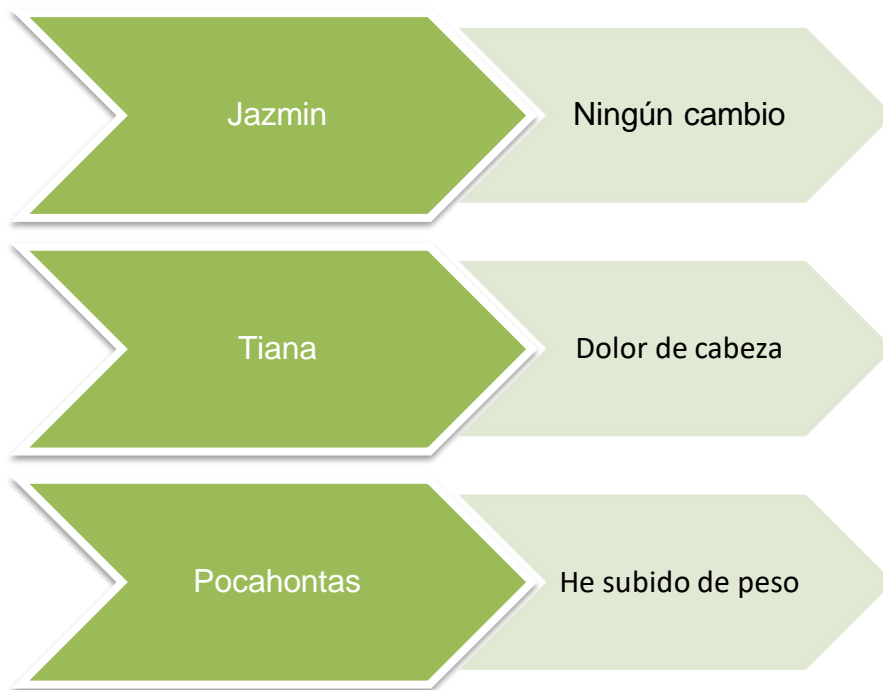 Jazmin
Ningún cambio
Tiana
Dolor de cabeza
Pocahontas
He subido de peso